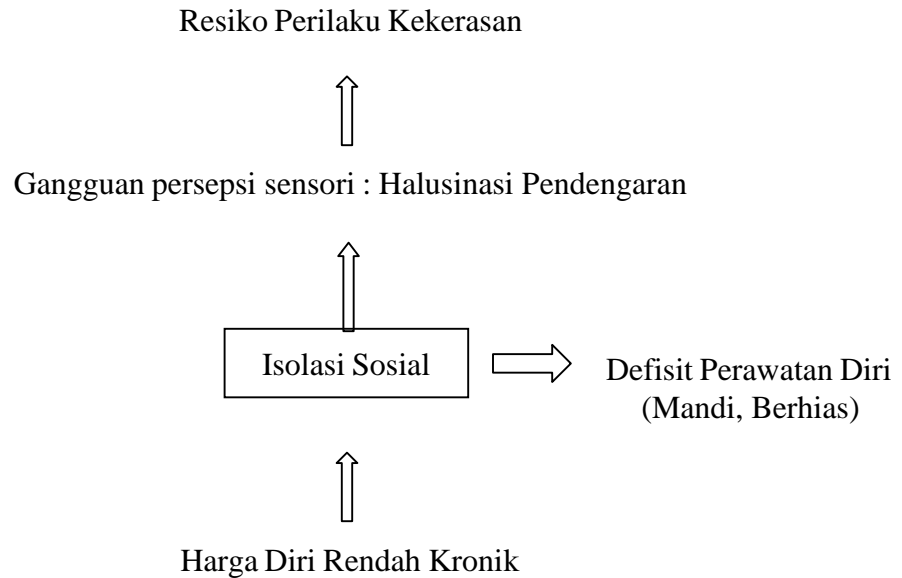 Resiko Perilaku Kekerasan
Gangguan persepsi sensori : Halusinasi Pendengaran
Isolasi Sosial
Defisit Perawatan Diri
(Mandi, Berhias)
Harga Diri Rendah Kronik